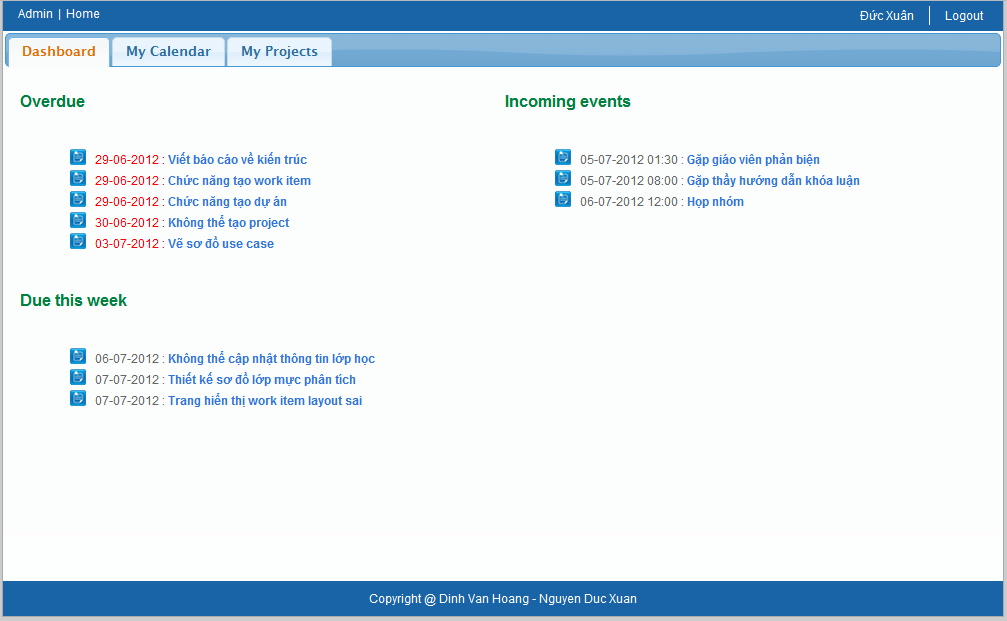 Admin | Home
Đức Xuân
Logout
Dashboard
My Calendar
My Projects
Overdue
29-06-2012 : Viết báo cáo về kiến trúc
29-06-2012 : Chức năng tạo work item
29-06-2012 : Chức năng tạo dự án
30-06-2012 : Không thể tạo project
03-07-2012 : Vẽ sơ đồ use case
Incoming events
05-07-2012 01:30 : Gặp giáo viên phản biện
05-07-2012 08:00 : Gặp thầy hướng dẫn khóa luận
06-07-2012 12:00 : Họp nhóm
Due this week
06-07-2012 : Không thể cập nhật thông tin lớp học
07-07-2012 : Thiết kế sơ đồ lớp mực phân tích
07-07-2012 : Trang hiển thị work item layout sai
Copyright @ Dinh Van Hoang - Nguyen Duc Xuan